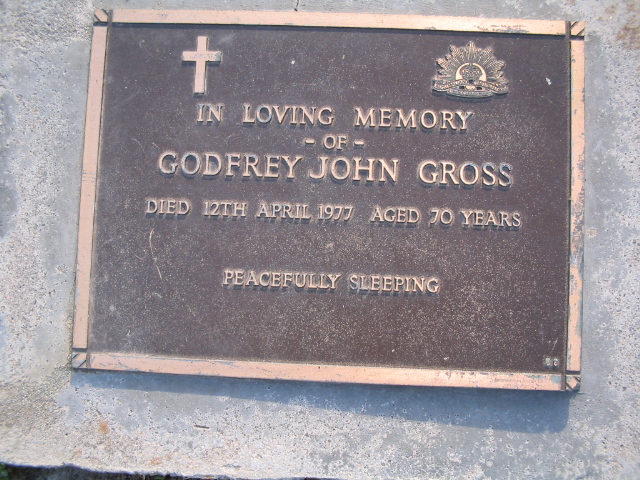 IN LOVING MEMORY
- OF -
GODFREY JOHN GROSS
DIED 12TH APRIL 1977 AGED 70 YEARS
PEACEFULLY SLEEPING